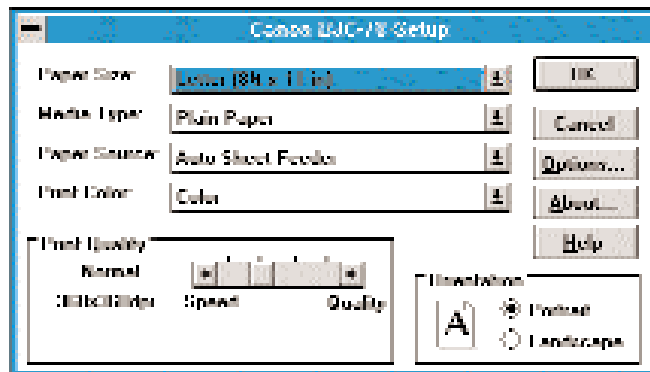 Canon BJC-70 Setup
Paper Size: Letter (8½ x 11 in) OK
Media Type: Plain Paper Cancel
Paper Source: Auto Sheet Feeder Options...
Print Color: Color About...
Help
Print Quality
Normal
Speed Quality
Orientation
A Portrait
Landscape